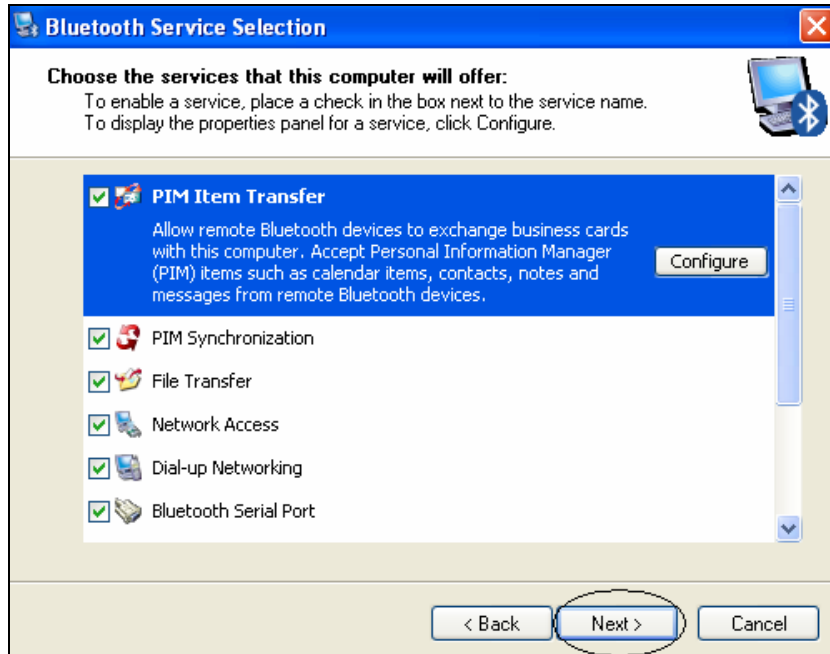 Bluetooth Service Selection
Choose the services that this computer will offer:
To enable a service, place a check in the box next to the service name.
To display the properties panel for a service, click Configure.
PIM Item Transfer
Allow remote Bluetooth devices to exchange business cards
with this computer. Accept Personal Information Manager
(PIM) items such as calendar items, contacts, notes and
messages from remote Bluetooth devices.
Configure
PIM Synchronization
File Transfer
Network Access
Dial-up Networking
Bluetooth Serial Port
< Back
Next >
Cancel